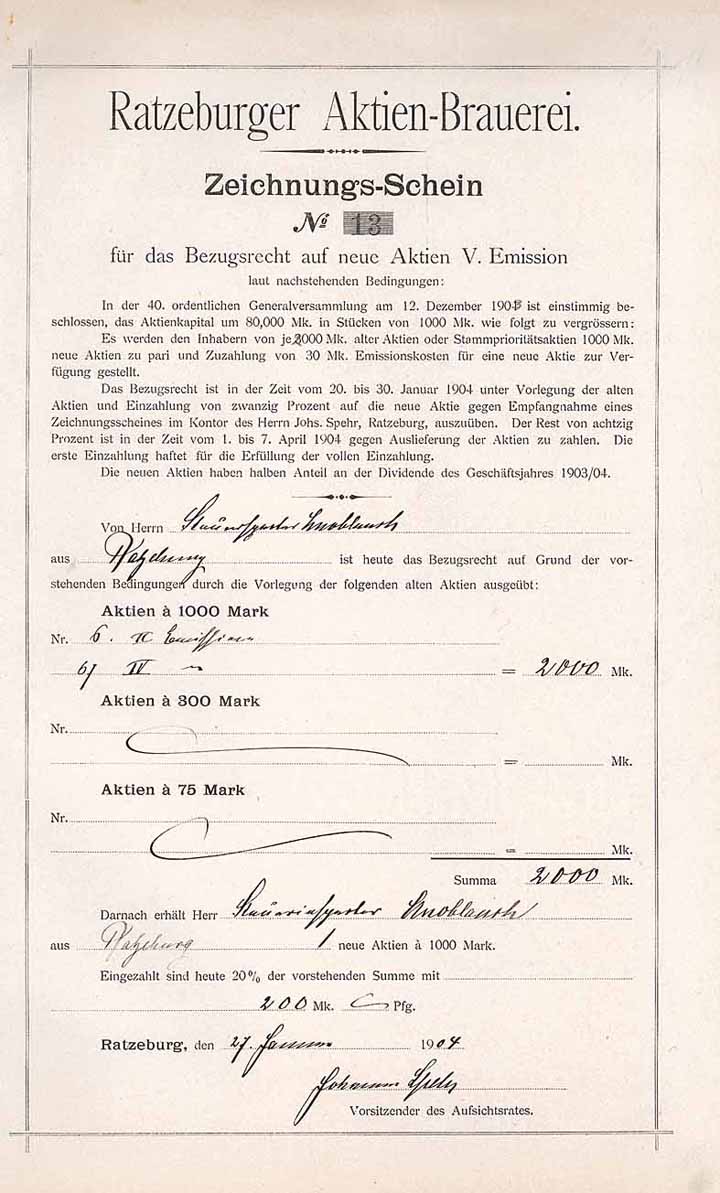 Ratzeburger Aktien-Brauerei.
Zeichnungs-Schein
No 13
für das Bezugsrecht auf neue Aktien V. Emission
laut nachstehenden Bedingungen:
In der 40. ordentlichen Generalversammlung am 12. Dezember 1903 ist einstimmig be-
schlossen, das Aktienkapital um 80,000 Mk. in Stücken von 1000 Mk. wie folgt zu vergrössern:
Es werden den Inhabern von je 2000 Mk. alter Aktien oder Stammprioritätsaktien 1000 Mk.
neue Aktien zu pari und Zuzahlung von 30 Mk. Emissionskosten für eine neue Aktie zur Ver-
fügung gestellt.
Das Bezugsrecht ist in der Zeit vom 20. bis 30. Januar 1904 unter Vorlegung der alten
Aktien und Einzahlung von zwanzig Prozent auf die neue Aktie gegen Empfangnahme eines
Zeichnungsscheines im Kontor des Herrn Johs. Spehr, Ratzeburg, auszuüben. Der Rest von achtzig
Prozent ist in der Zeit vom 1. bis 7. April 1904 gegen Auslieferung der Aktien zu zahlen. Die
erste Einzahlung haftet für die Erfüllung der vollen Einzahlung.
Die neuen Aktien haben halben Anteil an der Dividende des Geschäftsjahres 1903/04.
Von Herrn Steuerinspector Knoblauch
aus Ratzeburg ist heute das Bezugsrecht auf Grund der vor-
stehenden Bedingungen durch die Vorlegung der folgenden alten Aktien ausgeübt:
Aktien à 1000 Mark
Nr. 6. Emission
61 IV " = 2000 Mk.
Aktien à 300 Mark
Nr.
= Mk.
Aktien à 75 Mark
Nr.
= Mk.
Summa 2000 Mk.
Darnach erhält Herr Steuerinspector Knoblauch
aus Ratzeburg 1 neue Aktien à 1000 Mark.
Eingezahlt sind heute 20% der vorstehenden Summe mit
200 Mk. Pfg.
Ratzeburg, den 27. Januar 1904
Johannes Spehr
Vorsitzender des Aufsichtsrates.